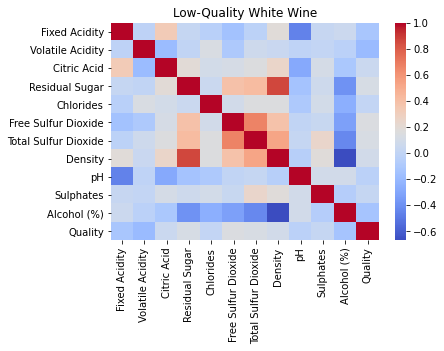 Low-Quality White Wine
Fixed Acidity
Volatile Acidity
Citric Acid
Residual Sugar
Chlorides
Free Sulfur Dioxide
Total Sulfur Dioxide
Density
pH
Sulphates
Alcohol (%)
Quality
Fixed Acidity
Volatile Acidity
Citric Acid
Residual Sugar
Chlorides
Free Sulfur Dioxide
Total Sulfur Dioxide
Density
pH
Sulphates
Alcohol (%)
Quality
1.0
0.8
0.6
0.4
0.2
0.0
−0.2
−0.4
−0.6